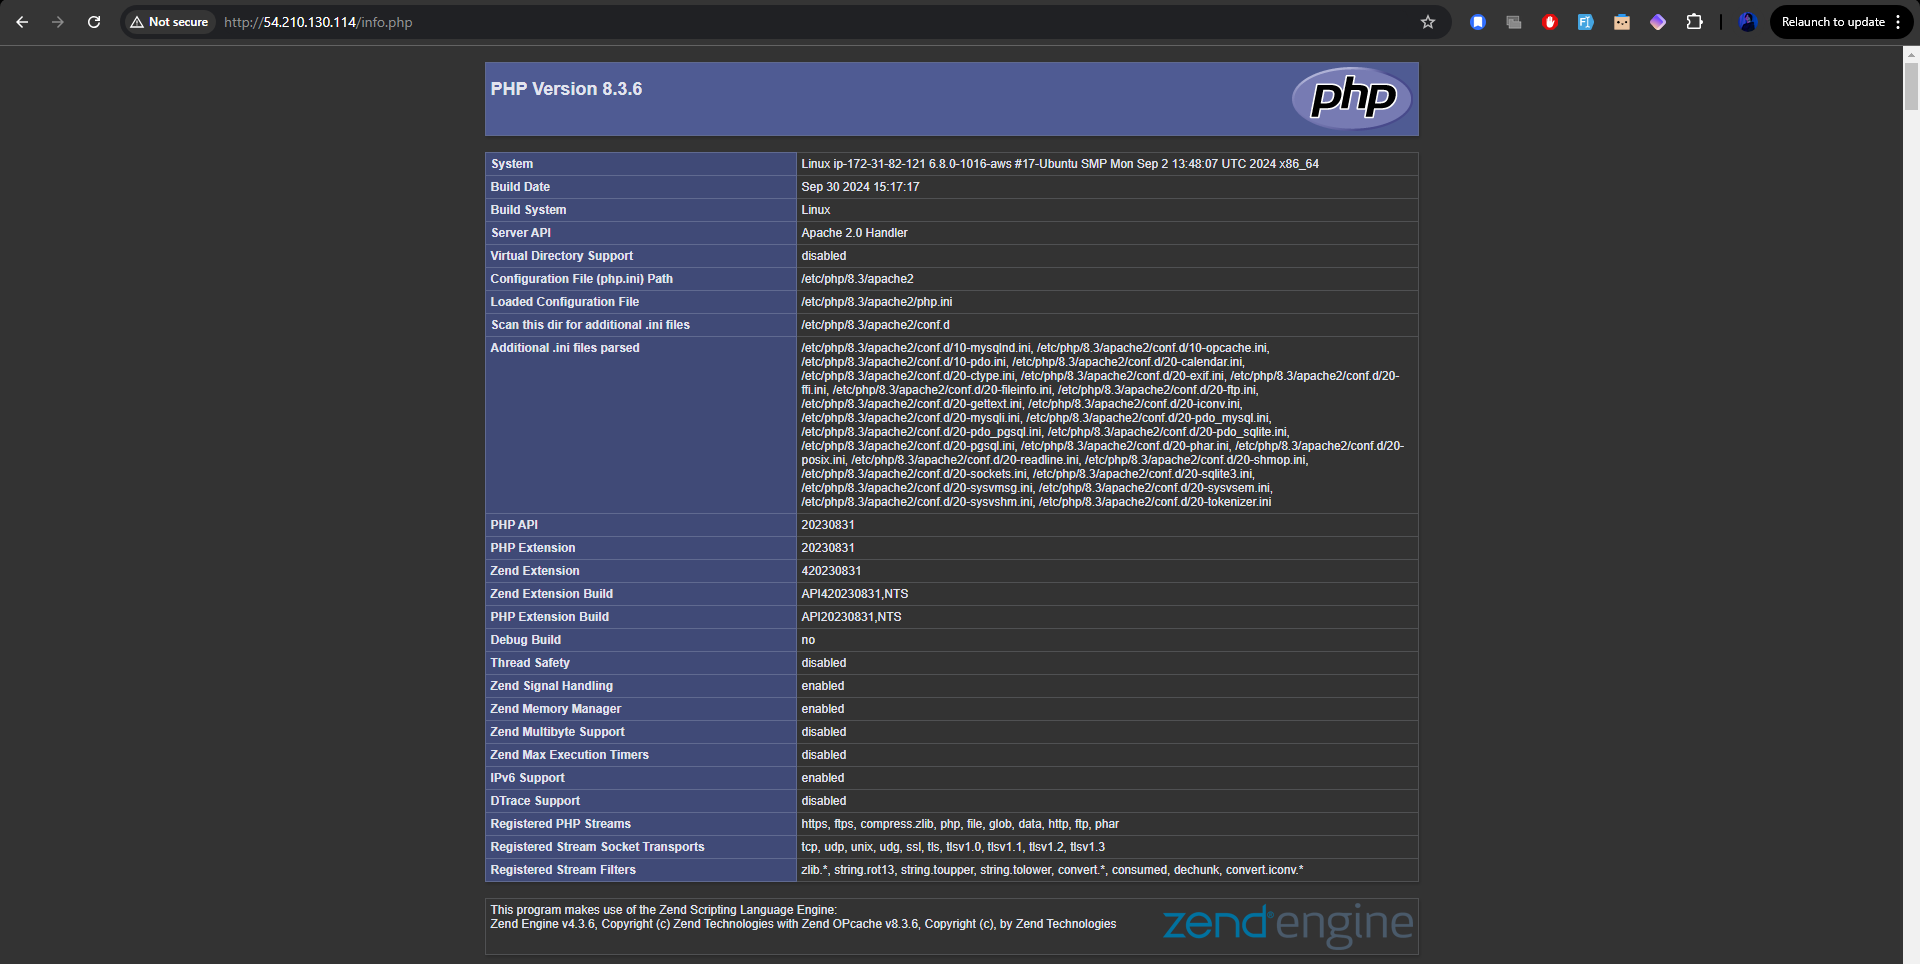 Not secure
http://54.210.130.114/info.php
Relaunch to update
PHP Version 8.3.6
php
System Linux ip-172-31-82-121 6.8.0-1016-aws #17-Ubuntu SMP Mon Sep 2 13:48:07 UTC 2024 x86_64
Build Date Sep 30 2024 15:17:17
Build System Linux
Server API Apache 2.0 Handler
Virtual Directory Support disabled
Configuration File (php.ini) Path /etc/php/8.3/apache2
Loaded Configuration File /etc/php/8.3/apache2/php.ini
Scan this dir for additional .ini files /etc/php/8.3/apache2/conf.d
Additional .ini files parsed /etc/php/8.3/apache2/conf.d/10-mysqlnd.ini, /etc/php/8.3/apache2/conf.d/10-opcache.ini,
/etc/php/8.3/apache2/conf.d/10-pdo.ini, /etc/php/8.3/apache2/conf.d/20-calendar.ini,
/etc/php/8.3/apache2/conf.d/20-ctype.ini, /etc/php/8.3/apache2/conf.d/20-exif.ini, /etc/php/8.3/apache2/conf.d/20-
ffi.ini, /etc/php/8.3/apache2/conf.d/20-fileinfo.ini, /etc/php/8.3/apache2/conf.d/20-ftp.ini,
/etc/php/8.3/apache2/conf.d/20-gettext.ini, /etc/php/8.3/apache2/conf.d/20-iconv.ini,
/etc/php/8.3/apache2/conf.d/20-mysqli.ini, /etc/php/8.3/apache2/conf.d/20-pdo_mysql.ini,
/etc/php/8.3/apache2/conf.d/20-pdo_pgsql.ini, /etc/php/8.3/apache2/conf.d/20-pdo_sqlite.ini,
/etc/php/8.3/apache2/conf.d/20-pgsql.ini, /etc/php/8.3/apache2/conf.d/20-phar.ini, /etc/php/8.3/apache2/conf.d/20-
posix.ini, /etc/php/8.3/apache2/conf.d/20-readline.ini, /etc/php/8.3/apache2/conf.d/20-shmop.ini,
/etc/php/8.3/apache2/conf.d/20-sockets.ini, /etc/php/8.3/apache2/conf.d/20-sqlite3.ini,
/etc/php/8.3/apache2/conf.d/20-sysvmsg.ini, /etc/php/8.3/apache2/conf.d/20-sysvsem.ini,
/etc/php/8.3/apache2/conf.d/20-sysvshm.ini, /etc/php/8.3/apache2/conf.d/20-tokenizer.ini
PHP API 20230831
PHP Extension 20230831
Zend Extension 420230831
Zend Extension Build API420230831,NTS
PHP Extension Build API20230831,NTS
Debug Build no
Thread Safety disabled
Zend Signal Handling enabled
Zend Memory Manager enabled
Zend Multibyte Support disabled
Zend Max Execution Timers disabled
IPv6 Support enabled
DTrace Support disabled
Registered PHP Streams https, ftps, compress.zlib, php, file, glob, data, http, ftp, phar
Registered Stream Socket Transports tcp, udp, unix, udg, ssl, tls, tlsv1.0, tlsv1.1, tlsv1.2, tlsv1.3
Registered Stream Filters zlib.*, string.rot13, string.toupper, string.tolower, convert.*, consumed, dechunk, convert.iconv.*
This program makes use of the Zend Scripting Language Engine:
Zend Engine v4.3.6, Copyright (c) Zend Technologies with Zend OPcache v8.3.6, Copyright (c), by Zend Technologies
zend engine